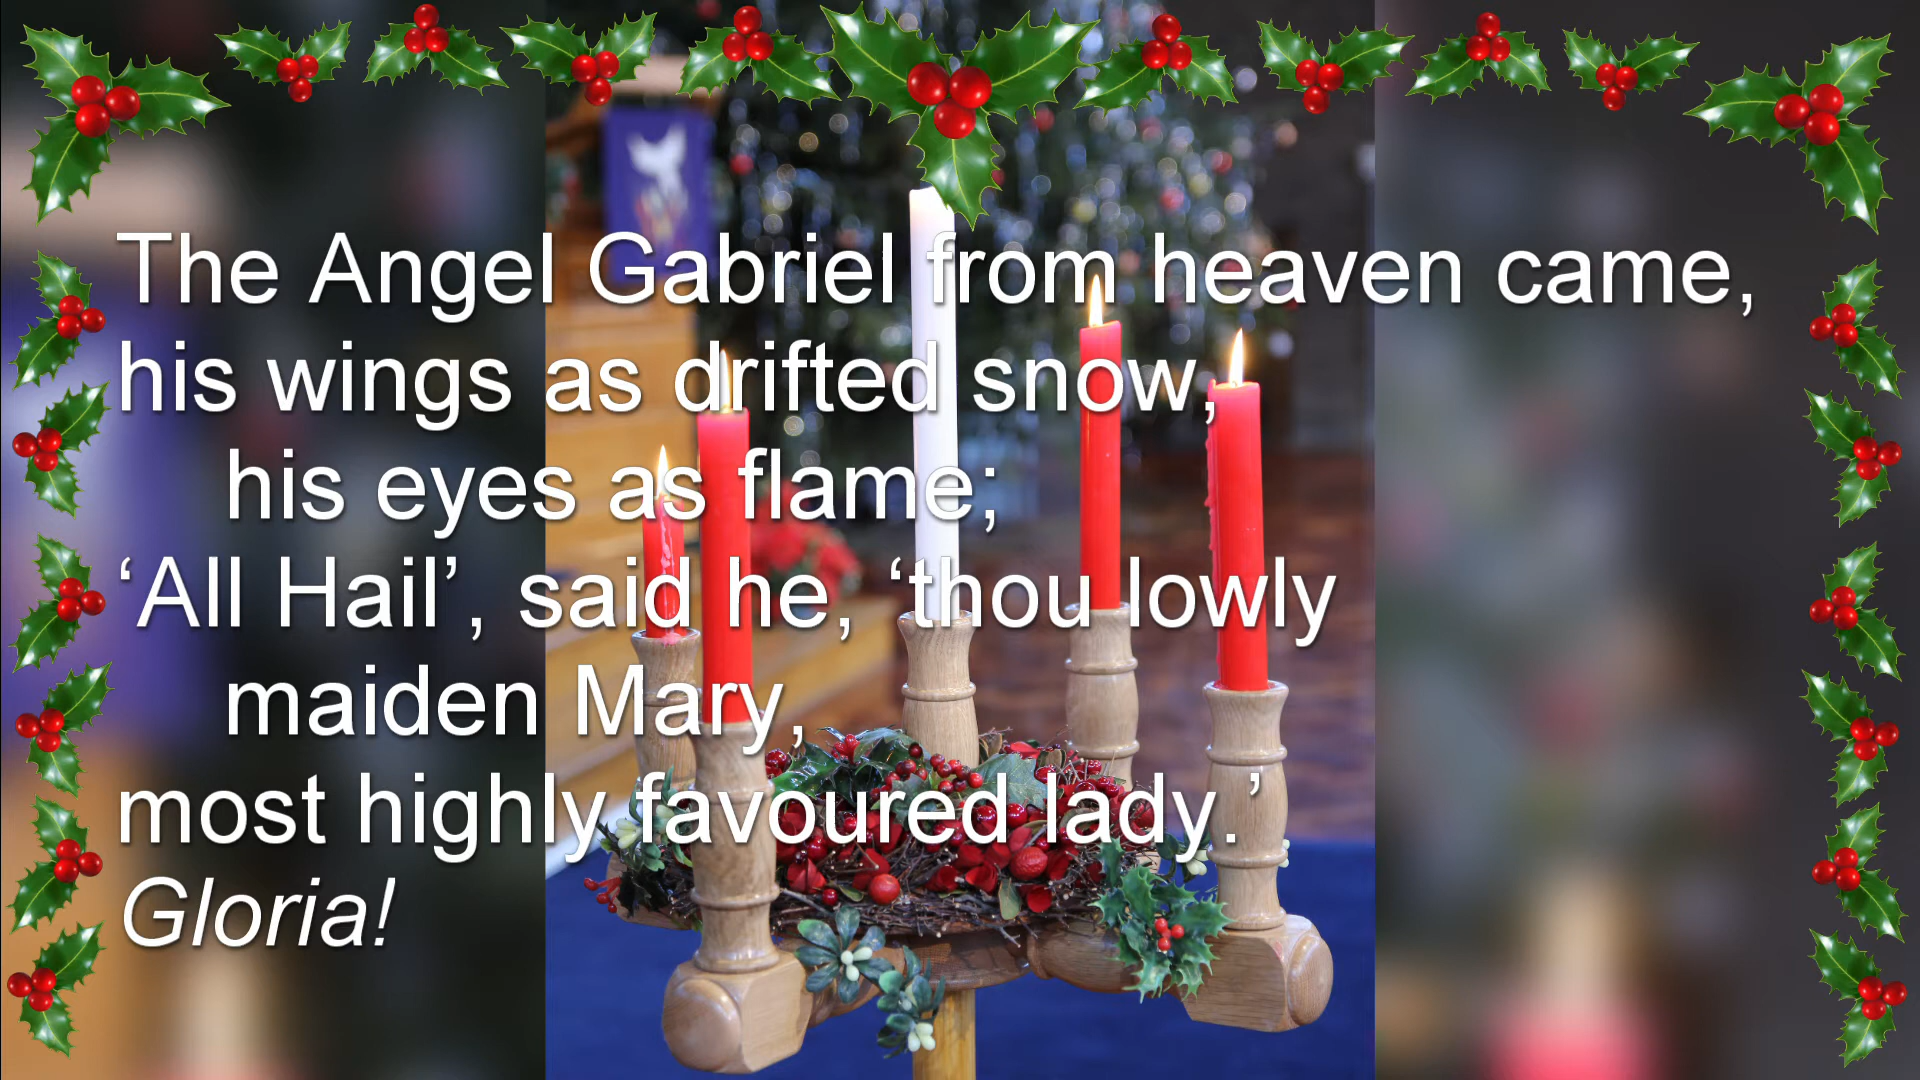 The Angel Gabriel from heaven came,
his wings as drifted snow,
his eyes as flame;
‘All Hail’, said he, ‘thou lowly
maiden Mary,
most highly favoured lady.’
Gloria!